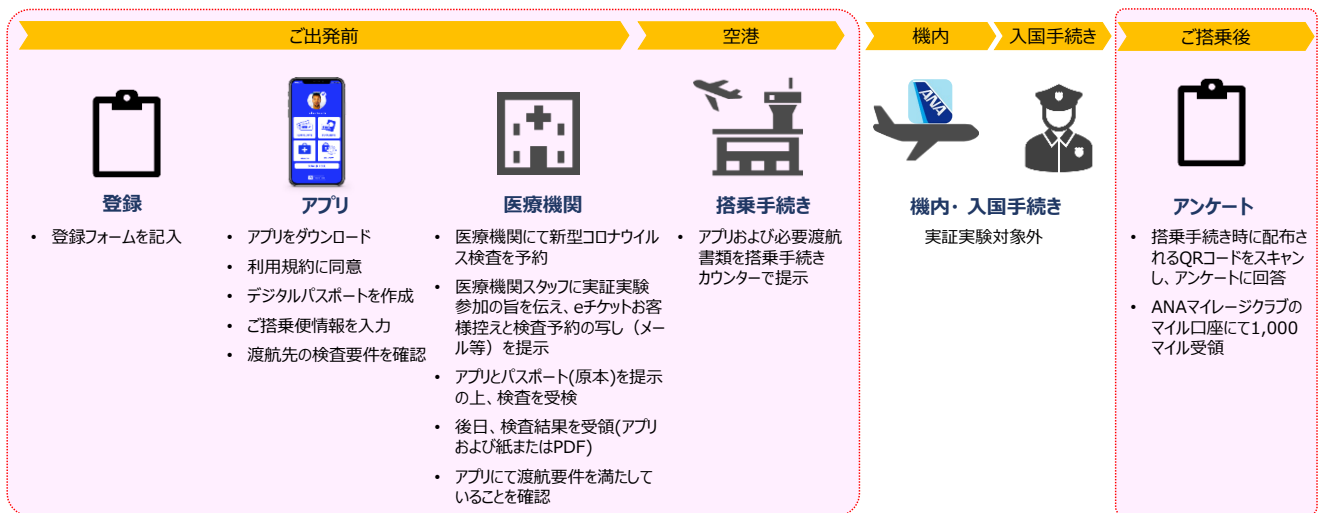 ご出発前
空港
機内
入国手続き
ご搭乗後
ANA
登録
• 登録フォームを記入
アプリ
• アプリをダウンロード
• 利用規約に同意
• デジタルパスポートを作成
• ご搭乗便情報を入力
• 渡航先の検査要件を確認
医療機関
• 医療機関にて新型コロナウイル
ス検査を予約
• 医療機関スタッフに実証実験
参加の旨を伝え、eチケットお客
様控えと検査予約の写し（メー
ル等）を提示
• アプリとパスポート(原本)を提示
の上、検査を受検
• 後日、検査結果を受領(アプリ
および紙またはPDF)
• アプリにて渡航要件を満たして
いることを確認
搭乗手続き
• アプリおよび必要渡航
書類を搭乗手続き
カウンターで提示
機内・入国手続き
実証実験対象外
アンケート
• 搭乗手続き時に配布さ
れるQRコードをスキャン
し、アンケートに回答
• ANAマイレージクラブの
マイル口座にて1,000
マイル受領